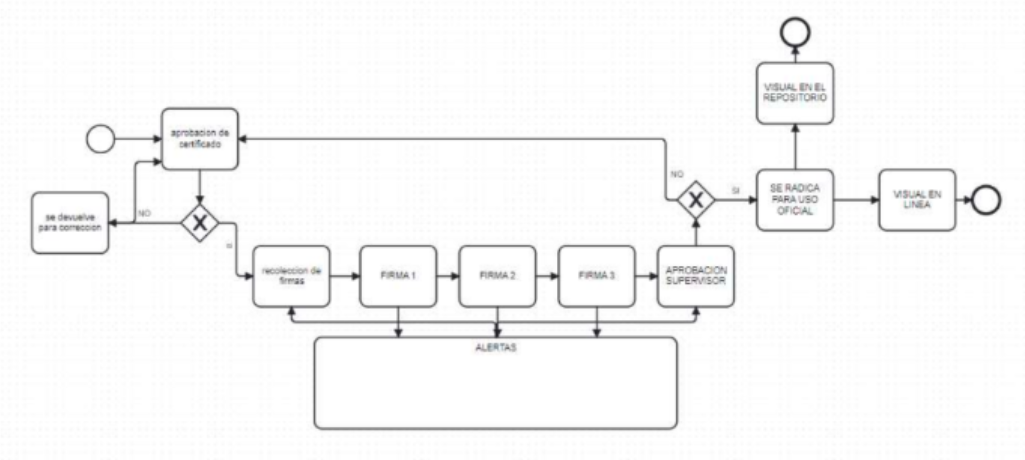 VISUAL EN EL
REPOSITORIO
aprobacion de
certificado
NO
SI
SE RADICA
PARA USO
OFICIAL
VISUAL EN
LINEA
se devuelve
para correccion
NO
si
recoleccion de
firmas
FIRMA 1
FIRMA 2
FIRMA 3
APROBACION
SUPERVISOR
ALERTAS